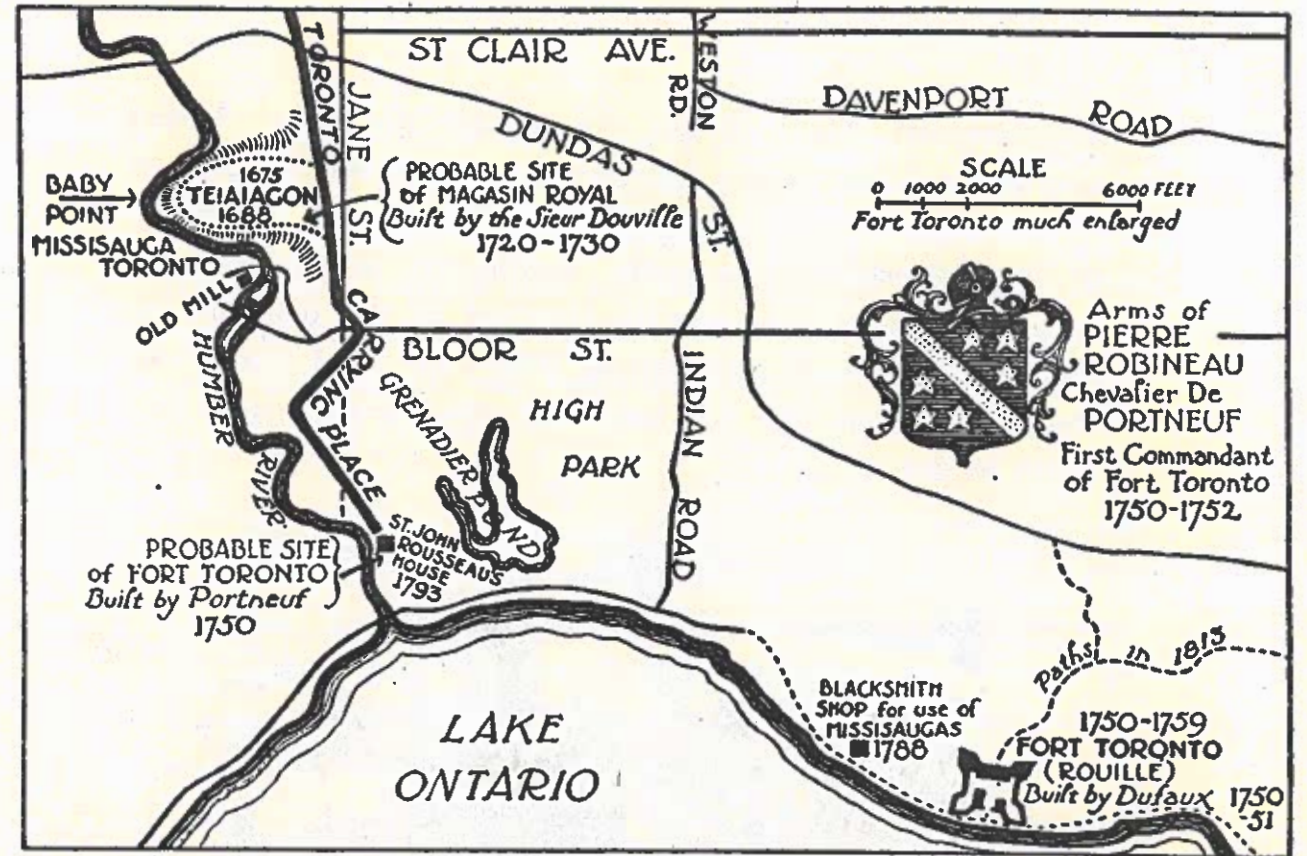 ST CLAIR AVE.
WESTON
RD.
DAVENPORT ROAD
TORONTO
CARRYING PLACE
JANE ST.
DUNDAS ST.
SCALE
0 1000 2000 6000 FEET
Fort Toronto much enlarged
PROBABLE SITE
of MAGASIN ROYAL
Built by the Sieur Douville
1720-1730
1675
TEIAIAGON
1688
BABY
POINT
MISSISAUGA
TORONTO
OLD MILL
HUMBER RIVER
BLOOR ST.
GRENADIER POND
HIGH
PARK
INDIAN ROAD
Arms of
PIERRE
ROBINEAU
Chevalier De
PORTNEUF
First Commandant
of Fort Toronto
1750-1752
ST. JOHN
ROUSSEAU'S
HOUSE
1793
PROBABLE SITE
of FORT TORONTO
Built by Portneuf
1750
Paths in 1813
LAKE
ONTARIO
BLACKSMITH
SHOP for use of
MISSISAUGAS
1788
1750-1759
FORT TORONTO
(ROUILLE)
Built by Dufaux 1750
-51